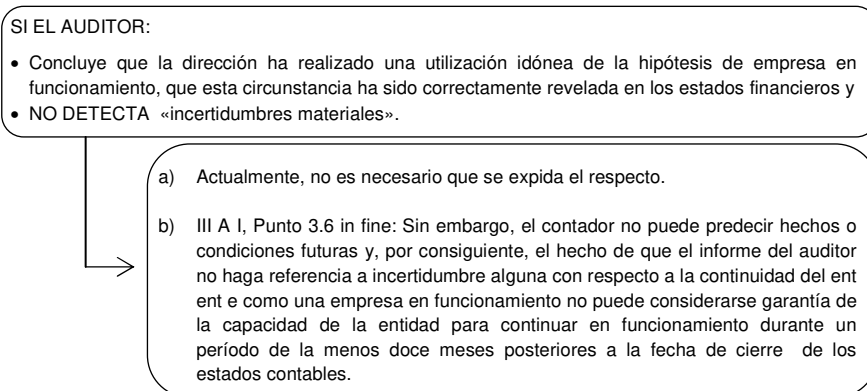 SI EL AUDITOR:
• Concluye que la dirección ha realizado una utilización idónea de la hipótesis de empresa en
funcionamiento, que esta circunstancia ha sido correctamente revelada en los estados financieros y
• NO DETECTA «incertidumbres materiales».
a) Actualmente, no es necesario que se expida el respecto.
b) III A I, Punto 3.6 in fine: Sin embargo, el contador no puede predecir hechos o
condiciones futuras y, por consiguiente, el hecho de que el informe del auditor
no haga referencia a incertidumbre alguna con respecto a la continuidad del ent
ent e como una empresa en funcionamiento no puede considerarse garantía de
la capacidad de la entidad para continuar en funcionamiento durante un
período de la menos doce meses posteriores a la fecha de cierre de los
estados contables.